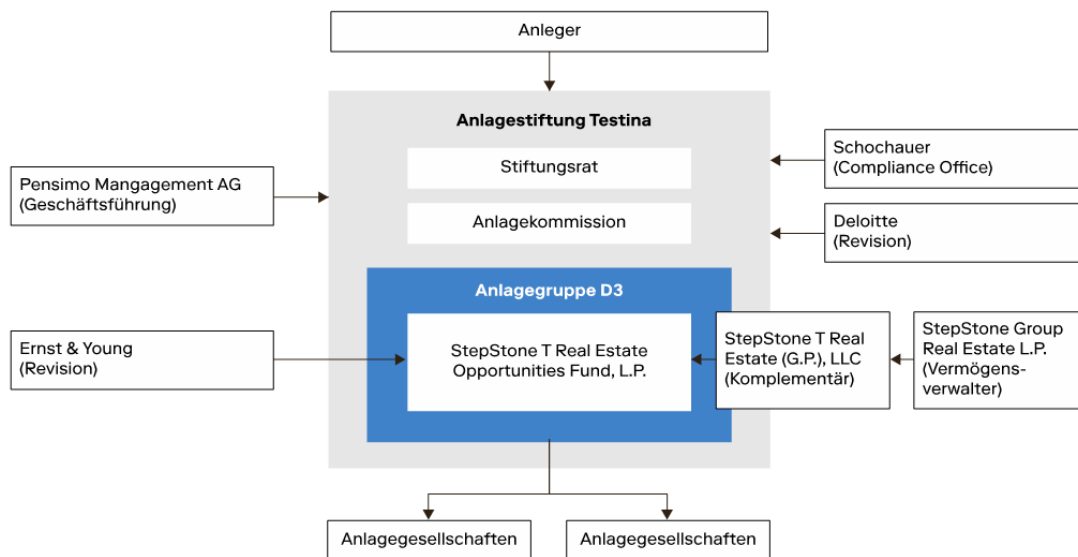 Anleger
Anlagestiftung Testina
Stiftungsrat
Schochauer
(Compliance Office)
Pensimo Mangagement AG
(Geschäftsführung)
Anlagekommission
Deloitte
(Revision)
Anlagegruppe D3
Ernst & Young
(Revision)
StepStone T Real Estate
Opportunities Fund, L.P.
StepStone T Real
Estate (G.P.), LLC
(Komplementär)
StepStone Group
Real Estate L.P.
(Vermögens-
verwalter)
Anlagegesellschaften
Anlagegesellschaften